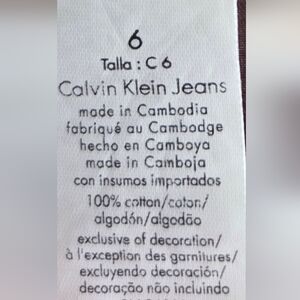 6
Talla : C 6
Calvin Klein Jeans
made in Cambodia
fabriqué au Cambodge
hecho en Camboya
made in Camboja
con insumos importados
100% cotton/coton/
algodón/algodão
exclusive of decoration/
à l'exception des garnitures/
excluyendo decoración/
decoração não incluindo